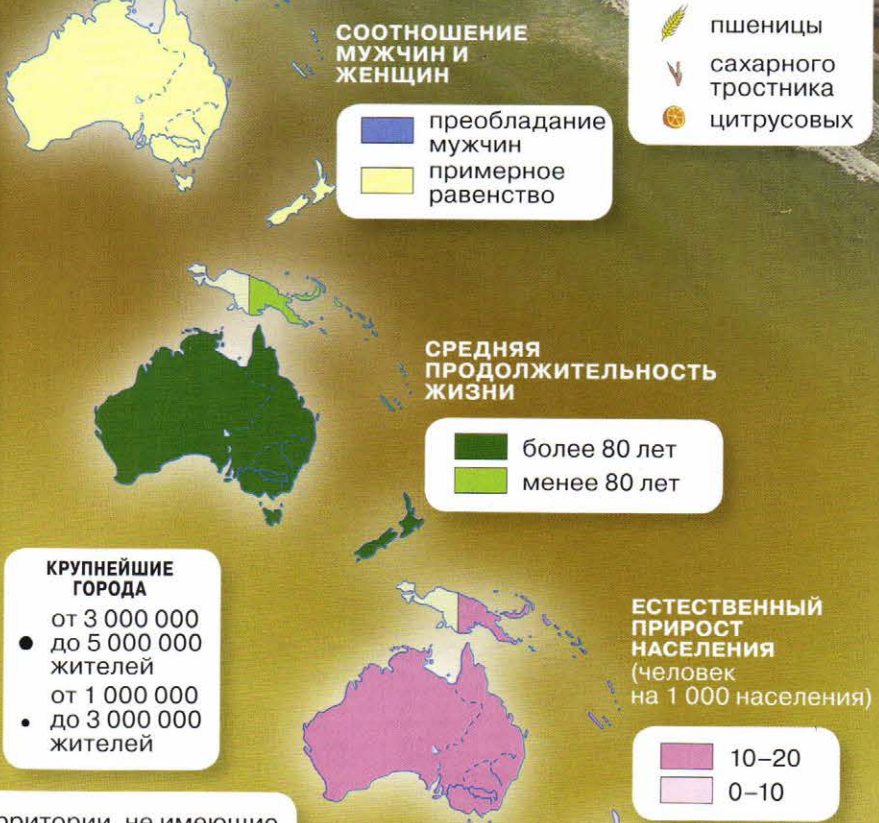 СООТНОШЕНИЕ
МУЖЧИН И
ЖЕНЩИН
преобладание
мужчин
примерное
равенство
пшеницы
сахарного
тростника
цитрусовых
СРЕДНЯЯ
ПРОДОЛЖИТЕЛЬНОСТЬ
ЖИЗНИ
более 80 лет
менее 80 лет
КРУПНЕЙШИЕ
ГОРОДА
от 3 000 000
до 5 000 000
жителей
от 1 000 000
до 3 000 000
жителей
ЕСТЕСТВЕННЫЙ
ПРИРОСТ
НАСЕЛЕНИЯ
(человек
на 1 000 населения)
10–20
0–10
не имеющие